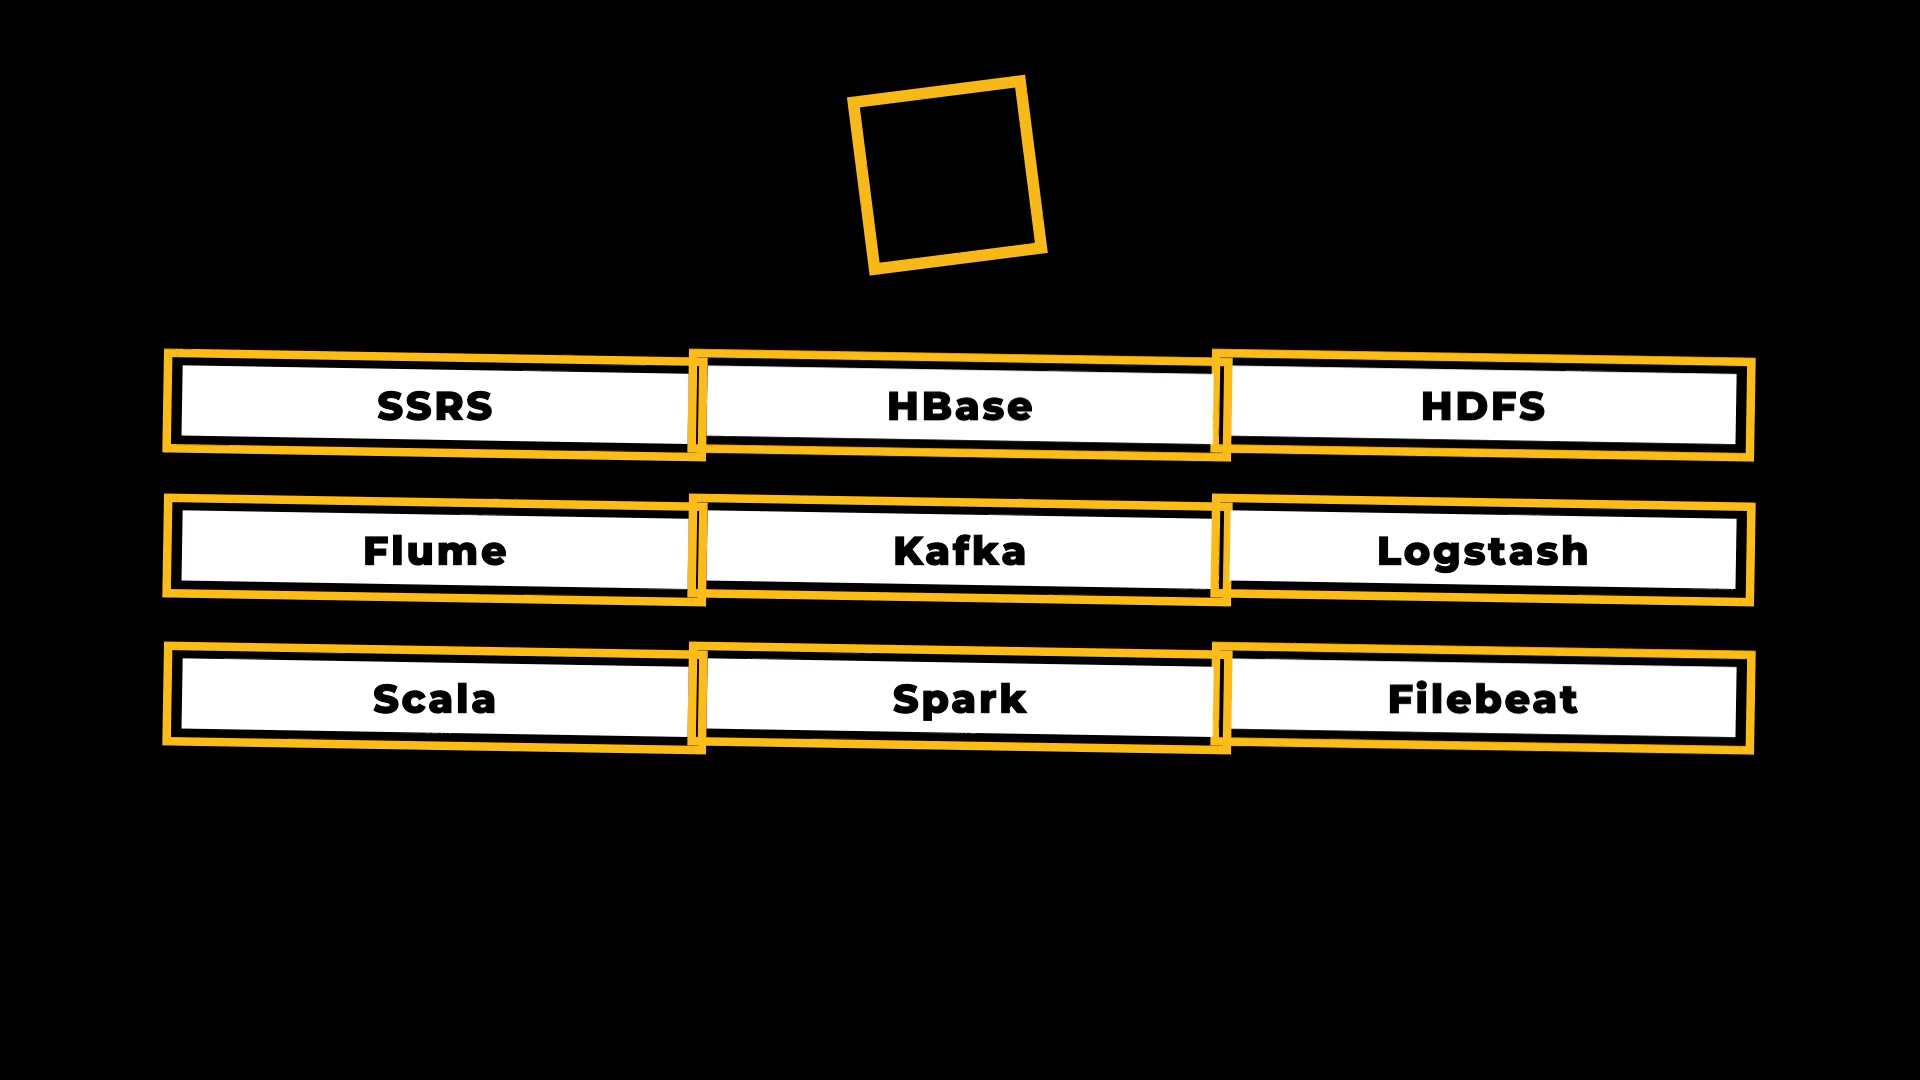 SSRS
HBase
HDFS
Flume
Kafka
Logstash
Scala
Spark
Filebeat